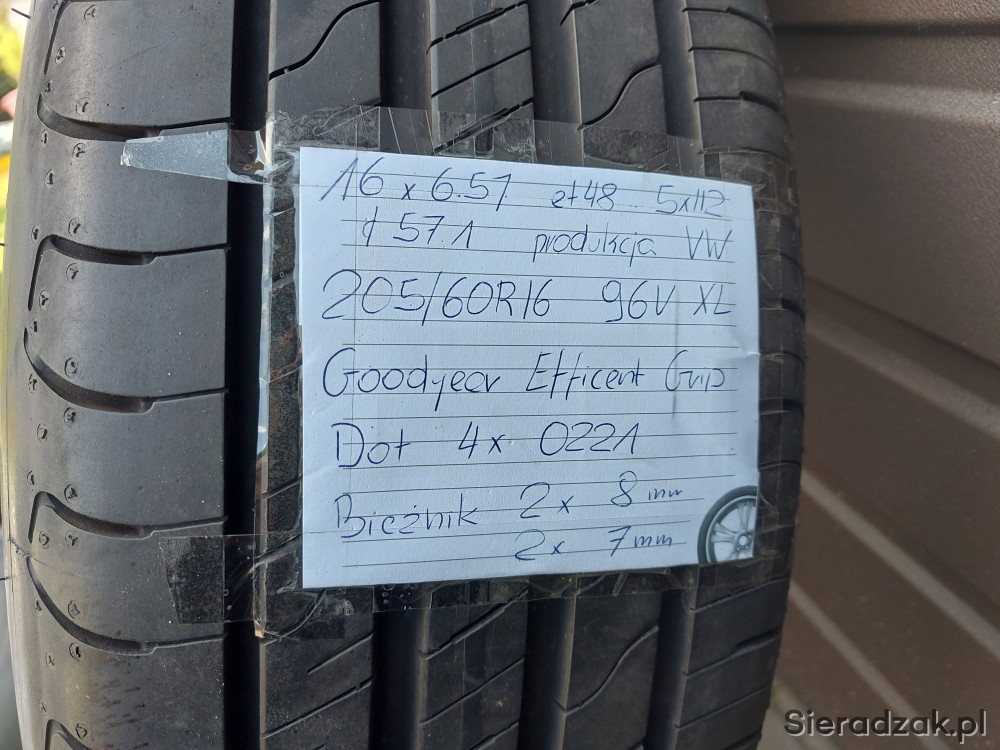 16 x 6.5J et48 5x112
ɸ 57.1 produkcja VW
205/60R16 96V XL
Goodyear Efficent Grip
Dot 4x 0221
Bieżnik 2x 8mm
2x 7mm
Sieradzak.pl